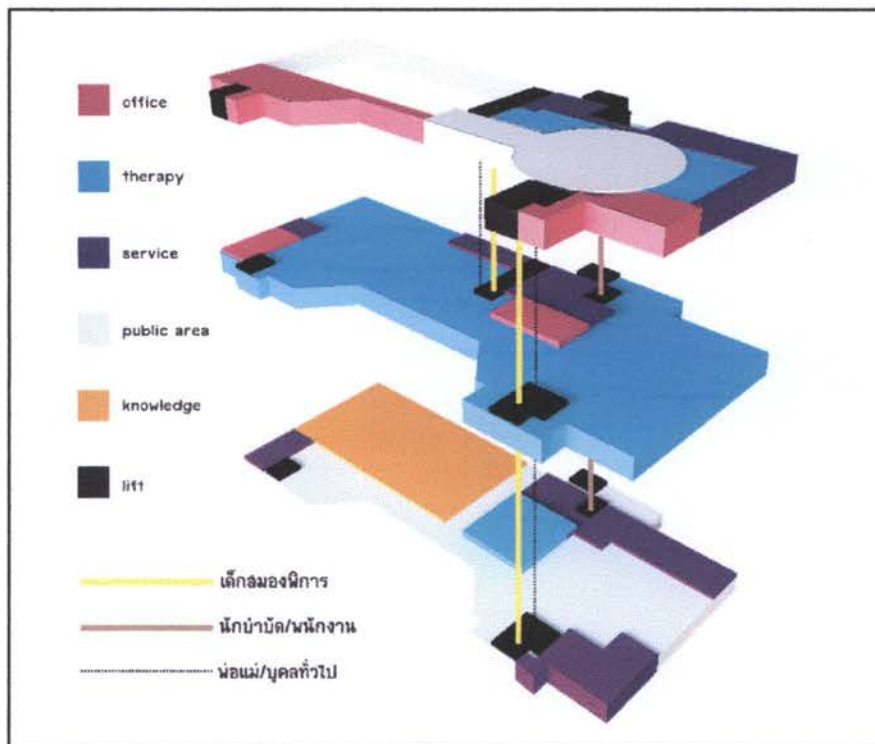 office
therapy
service
public area
knowledge
lift
เด็กสมองพิการ
นักบำบัด/พนักงาน
พ่อแม่/บุคลทั่วไป